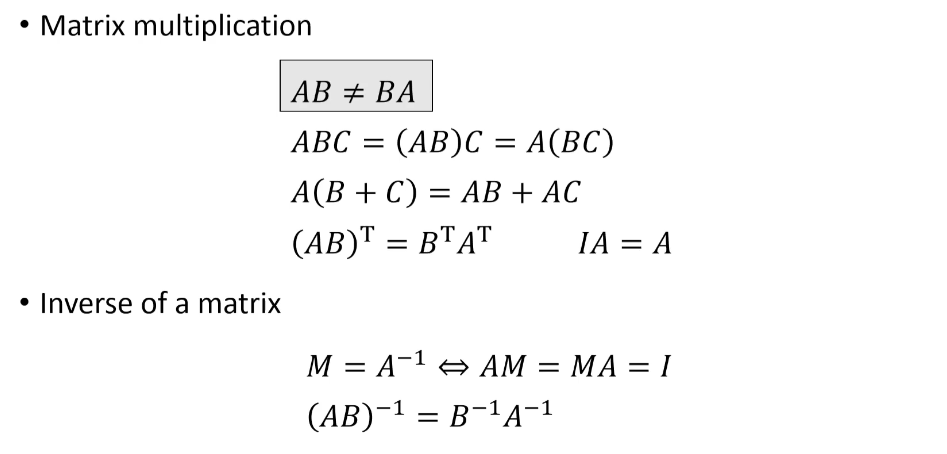 • Matrix multiplication
AB ≠ BA
ABC = (AB)C = A(BC)
A(B + C) = AB + AC
(AB)ᵀ = BᵀAᵀ IA = A
• Inverse of a matrix
M = A⁻¹ ⇔ AM = MA = I
(AB)⁻¹ = B⁻¹A⁻¹